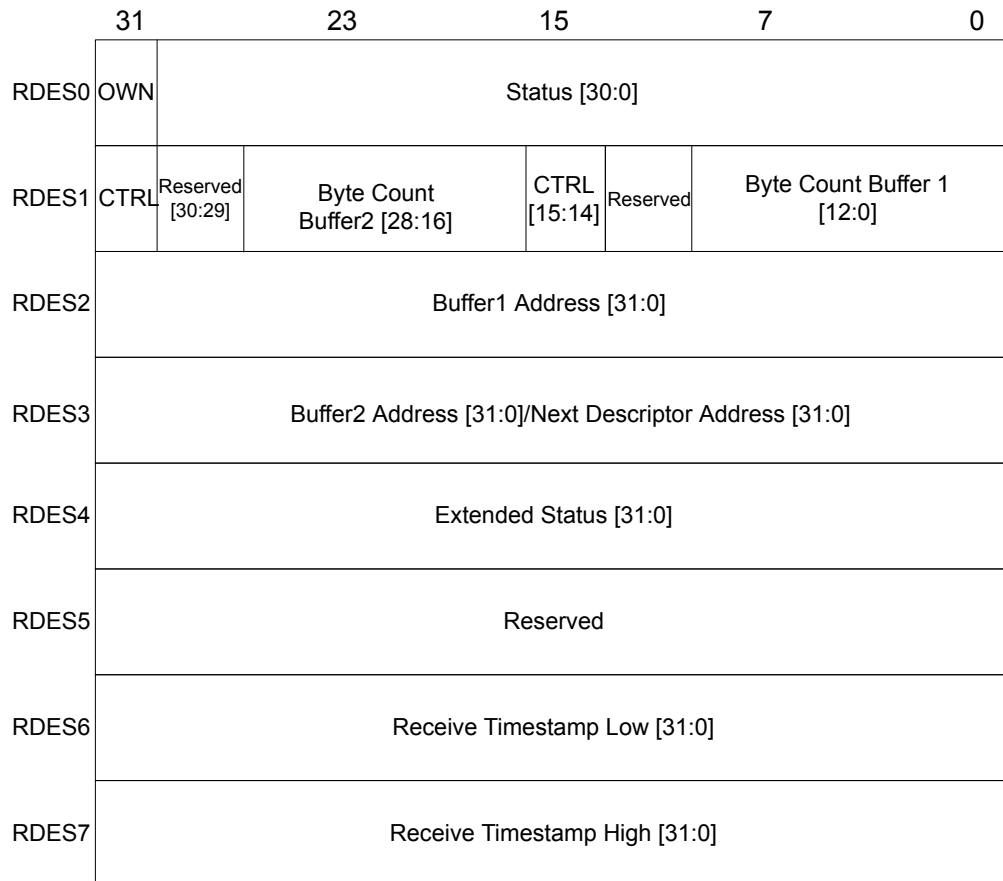 31 23 15 7 0
RDES0 OWN Status [30:0]
RDES1 CTRL Reserved [30:29] Byte Count Buffer2 [28:16] CTRL [15:14] Reserved Byte Count Buffer 1 [12:0]
RDES2 Buffer1 Address [31:0]
RDES3 Buffer2 Address [31:0]/Next Descriptor Address [31:0]
RDES4 Extended Status [31:0]
RDES5 Reserved
RDES6 Receive Timestamp Low [31:0]
RDES7 Receive Timestamp High [31:0]